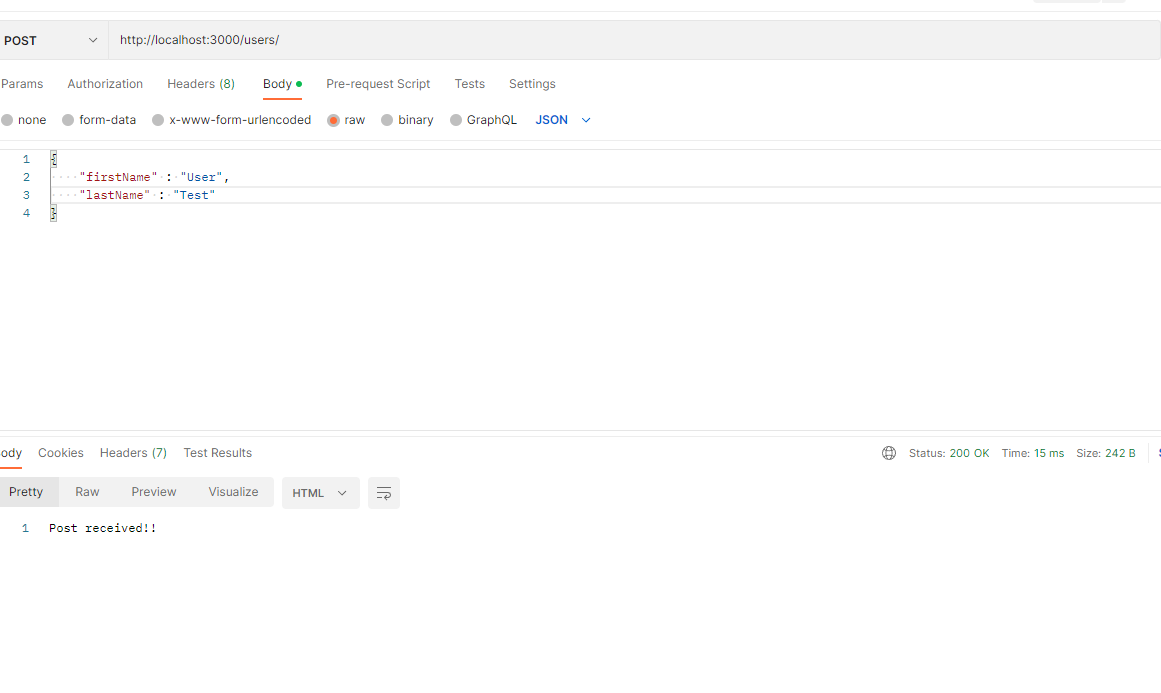 POST http://localhost:3000/users/
Params Authorization Headers (8) Body Pre-request Script Tests Settings
none form-data x-www-form-urlencoded raw binary GraphQL JSON
1 {
2 "firstName" : "User",
3 "lastName" : "Test"
4 }
ody Cookies Headers (7) Test Results Status: 200 OK Time: 15 ms Size: 242 B
Pretty Raw Preview Visualize HTML
1 Post received!!